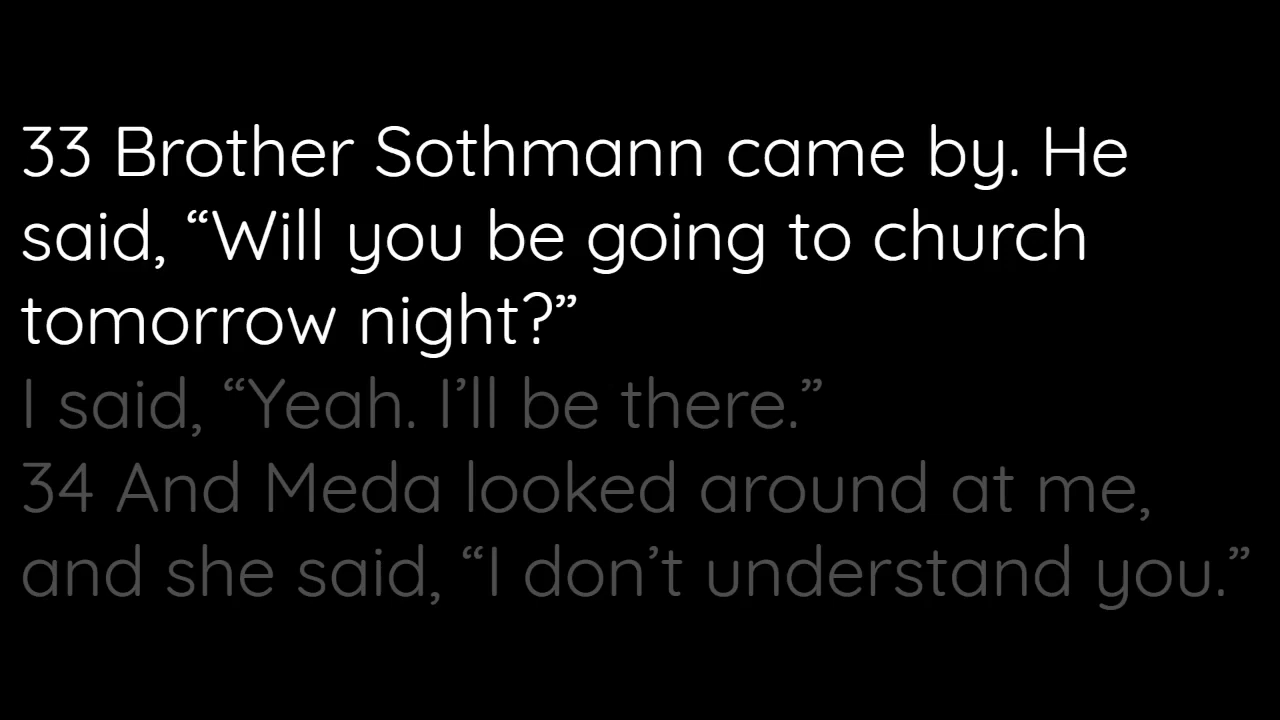 33 Brother Sothmann came by. He
said, “Will you be going to church
tomorrow night?”
I said, “Yeah. I’ll be there.”
34 And Meda looked around at me,
and she said, “I don’t understand you.”